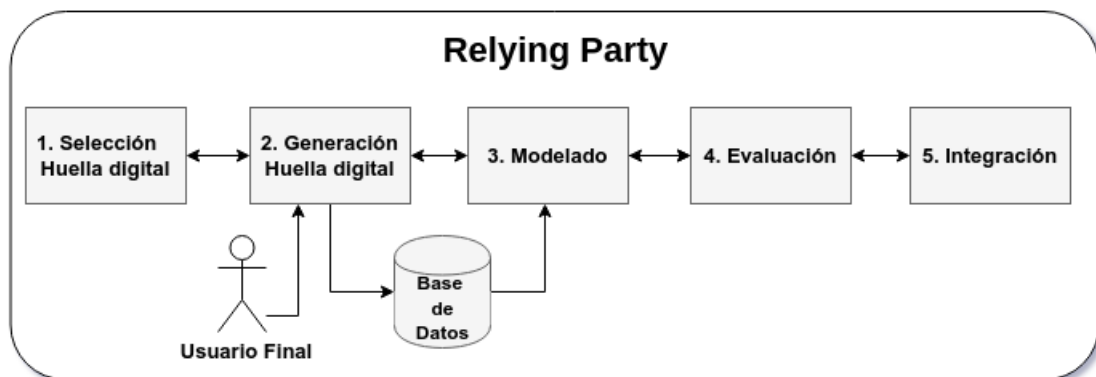 Relying Party
1. Selección
Huella digital
2. Generación
Huella digital
3. Modelado
4. Evaluación
5. Integración
Base
de
Datos
Usuario Final